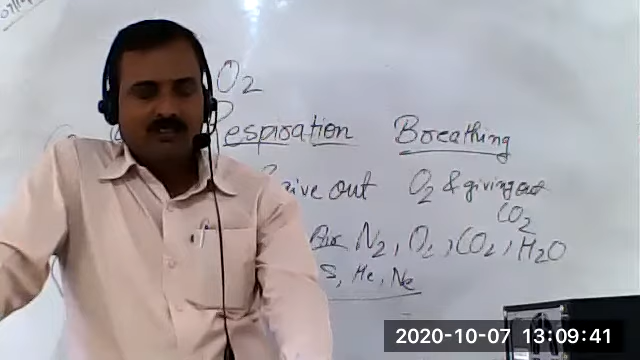 O2
Respiration Breathing
give out O2 & giving out
CO2
Air N2, O2, CO2, H2O
S, He, Ne
2020-10-07 13:09:41